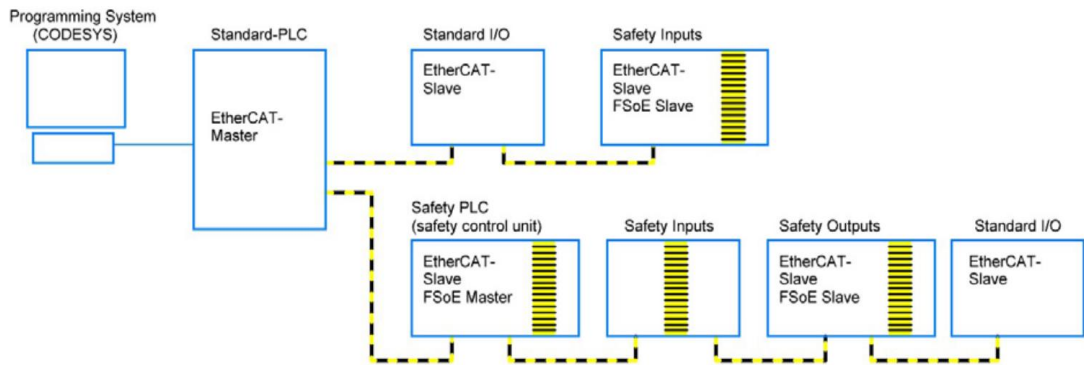 Programming System
(CODESYS)
Standard-PLC
EtherCAT-
Master
Standard I/O
EtherCAT-
Slave
Safety Inputs
EtherCAT-
Slave
FSoE Slave
Safety PLC
(safety control unit)
EtherCAT-
Slave
FSoE Master
Safety Inputs
Safety Outputs
EtherCAT-
Slave
FSoE Slave
Standard I/O
EtherCAT-
Slave